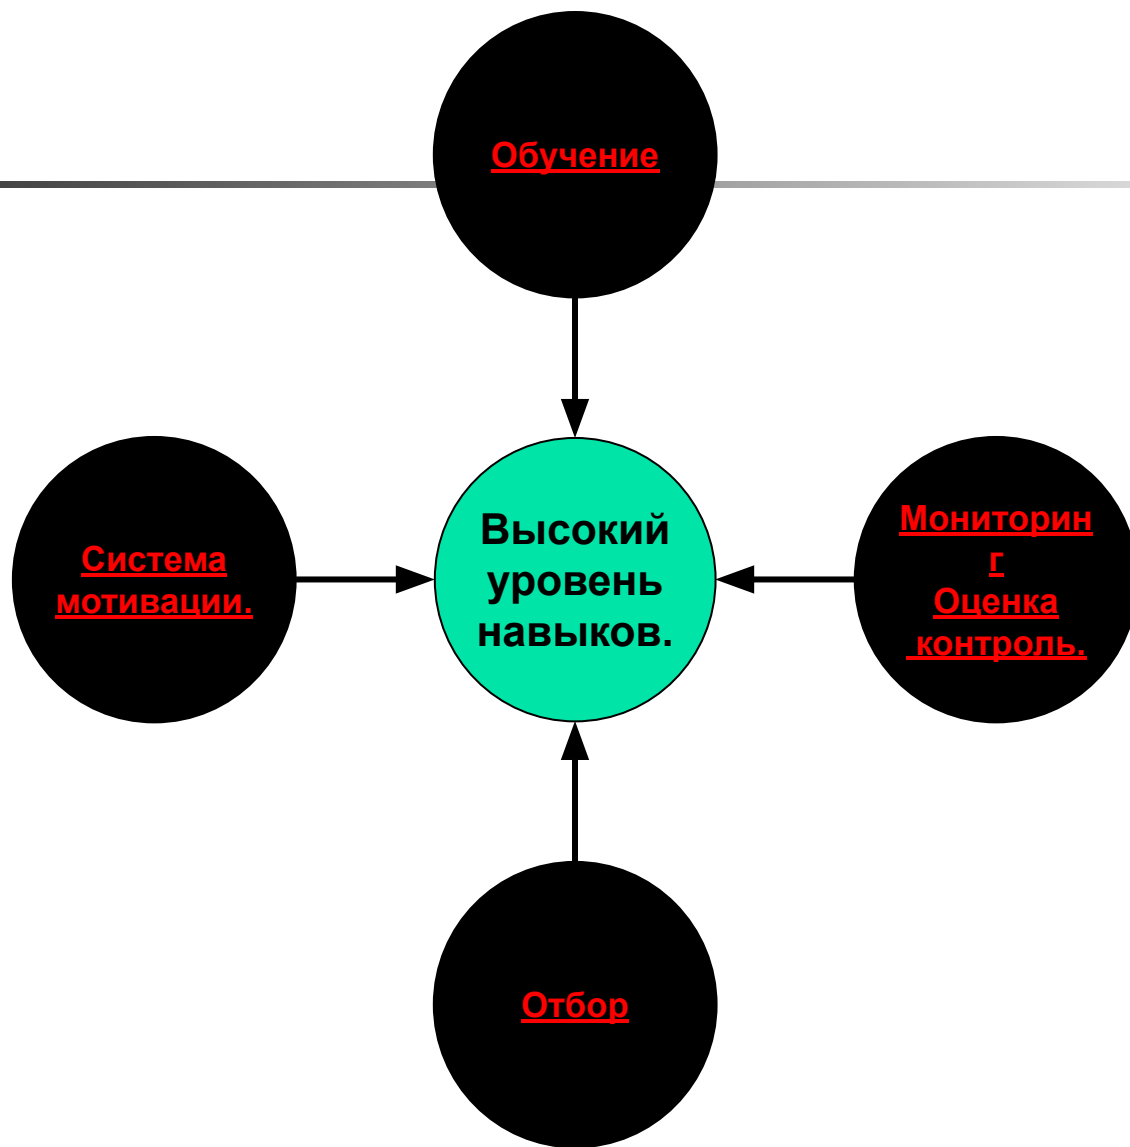 Обучение
Система
мотивации.
Высокий
уровень
навыков.
Мониторин
г
Оценка
контроль.
Отбор